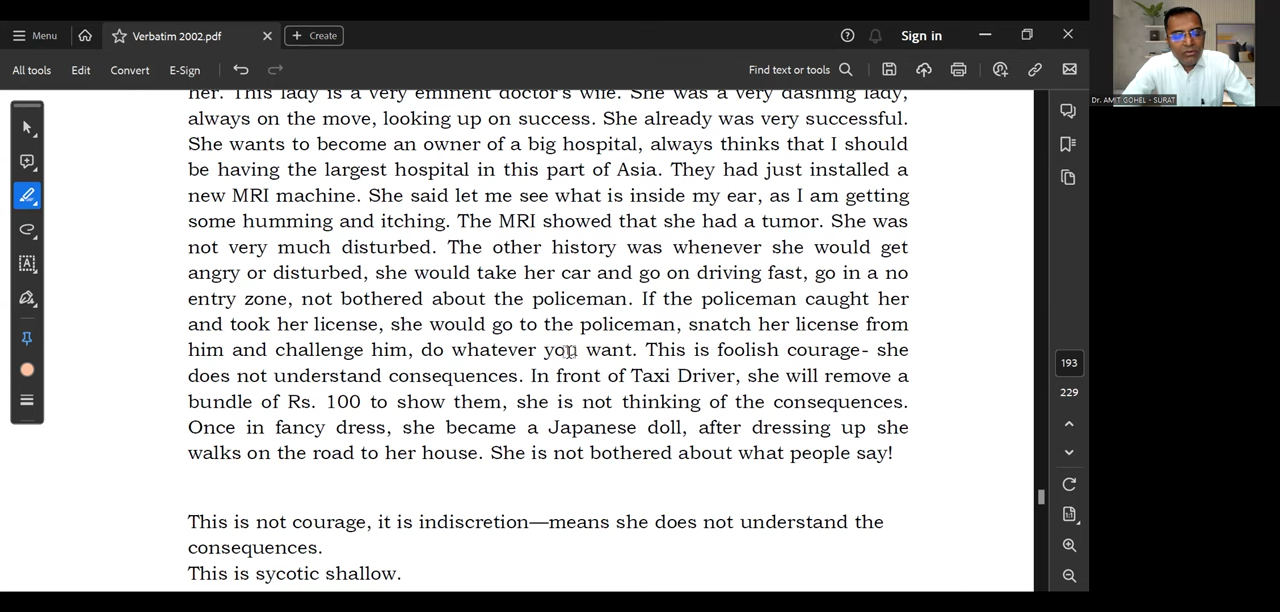 Menu
Verbatim 2002.pdf
Create
Sign in
All tools
Edit
Convert
E-Sign
Find text or tools
Dr. AMIT GOHEL - SURAT
her. This lady is a very eminent doctor's wife. She was a very dashing lady,
always on the move, looking up on success. She already was very successful.
She wants to become an owner of a big hospital, always thinks that I should
be having the largest hospital in this part of Asia. They had just installed a
new MRI machine. She said let me see what is inside my ear, as I am getting
some humming and itching. The MRI showed that she had a tumor. She was
not very much disturbed. The other history was whenever she would get
angry or disturbed, she would take her car and go on driving fast, go in a no
entry zone, not bothered about the policeman. If the policeman caught her
and took her license, she would go to the policeman, snatch her license from
him and challenge him, do whatever you want. This is foolish courage- she
does not understand consequences. In front of Taxi Driver, she will remove a
bundle of Rs. 100 to show them, she is not thinking of the consequences.
Once in fancy dress, she became a Japanese doll, after dressing up she
walks on the road to her house. She is not bothered about what people say!
This is not courage, it is indiscretion—means she does not understand the
consequences.
This is sycotic shallow.
193
229
1:1